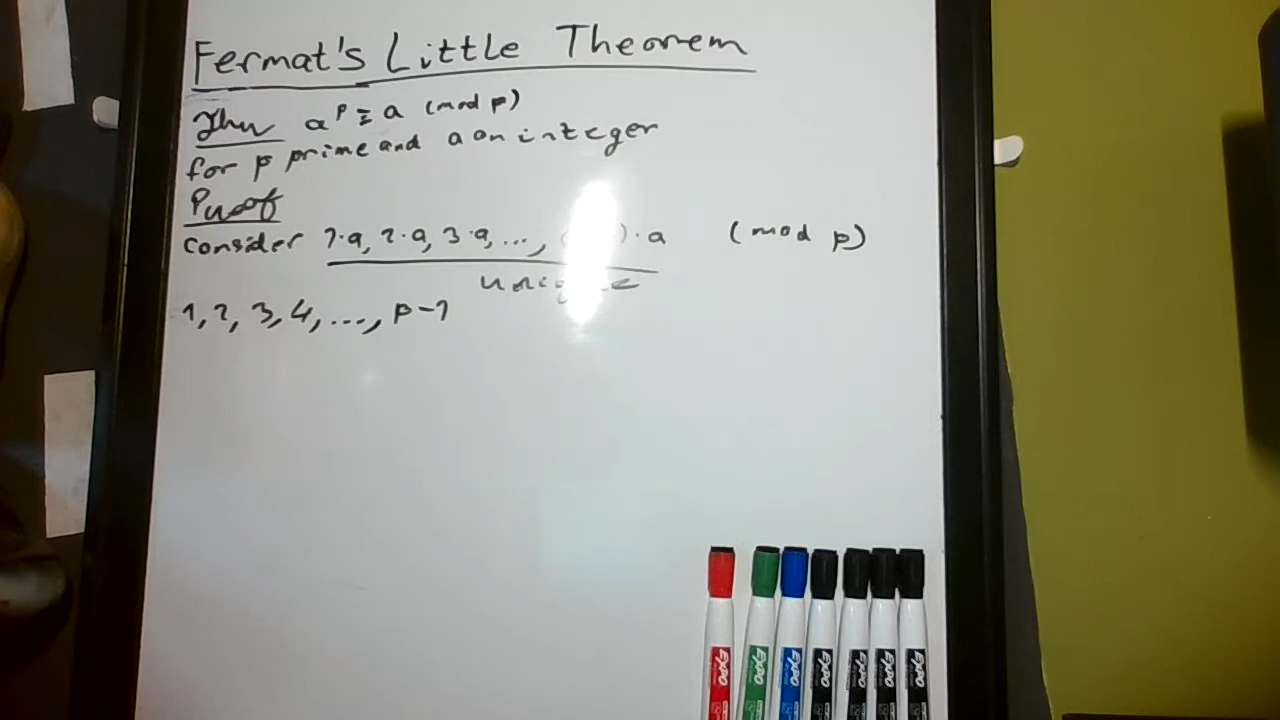 Fermat's Little Theorem
Thm a^p ≡ a (mod p)
for p prime and a an integer
Proof
Consider 1·a, 2·a, 3·a, ..., ( ) · a (mod p)
1, 2, 3, 4, ..., p-1
EXPO EXPO EXPO EXPO EXPO EXPO EXPO